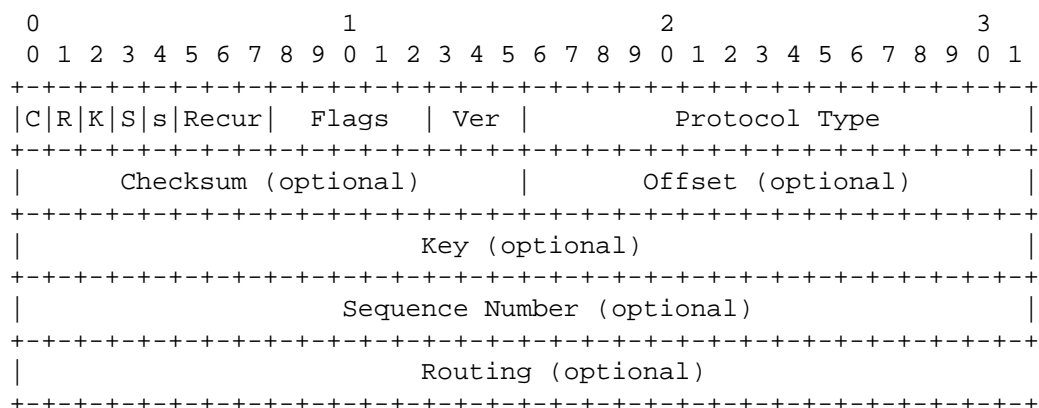 0                   1                   2                   3
 0 1 2 3 4 5 6 7 8 9 0 1 2 3 4 5 6 7 8 9 0 1 2 3 4 5 6 7 8 9 0 1
+-+-+-+-+-+-+-+-+-+-+-+-+-+-+-+-+-+-+-+-+-+-+-+-+-+-+-+-+-+-+-+-+
|C|R|K|S|s|Recur|  Flags  | Ver |         Protocol Type         |
+-+-+-+-+-+-+-+-+-+-+-+-+-+-+-+-+-+-+-+-+-+-+-+-+-+-+-+-+-+-+-+-+
|      Checksum (optional)      |       Offset (optional)       |
+-+-+-+-+-+-+-+-+-+-+-+-+-+-+-+-+-+-+-+-+-+-+-+-+-+-+-+-+-+-+-+-+
|                         Key (optional)                        |
+-+-+-+-+-+-+-+-+-+-+-+-+-+-+-+-+-+-+-+-+-+-+-+-+-+-+-+-+-+-+-+-+
|                    Sequence Number (optional)                 |
+-+-+-+-+-+-+-+-+-+-+-+-+-+-+-+-+-+-+-+-+-+-+-+-+-+-+-+-+-+-+-+-+
|                         Routing (optional)
+-+-+-+-+-+-+-+-+-+-+-+-+-+-+-+-+-+-+-+-+-+-+-+-+-+-+-+-+-+-+-+-+